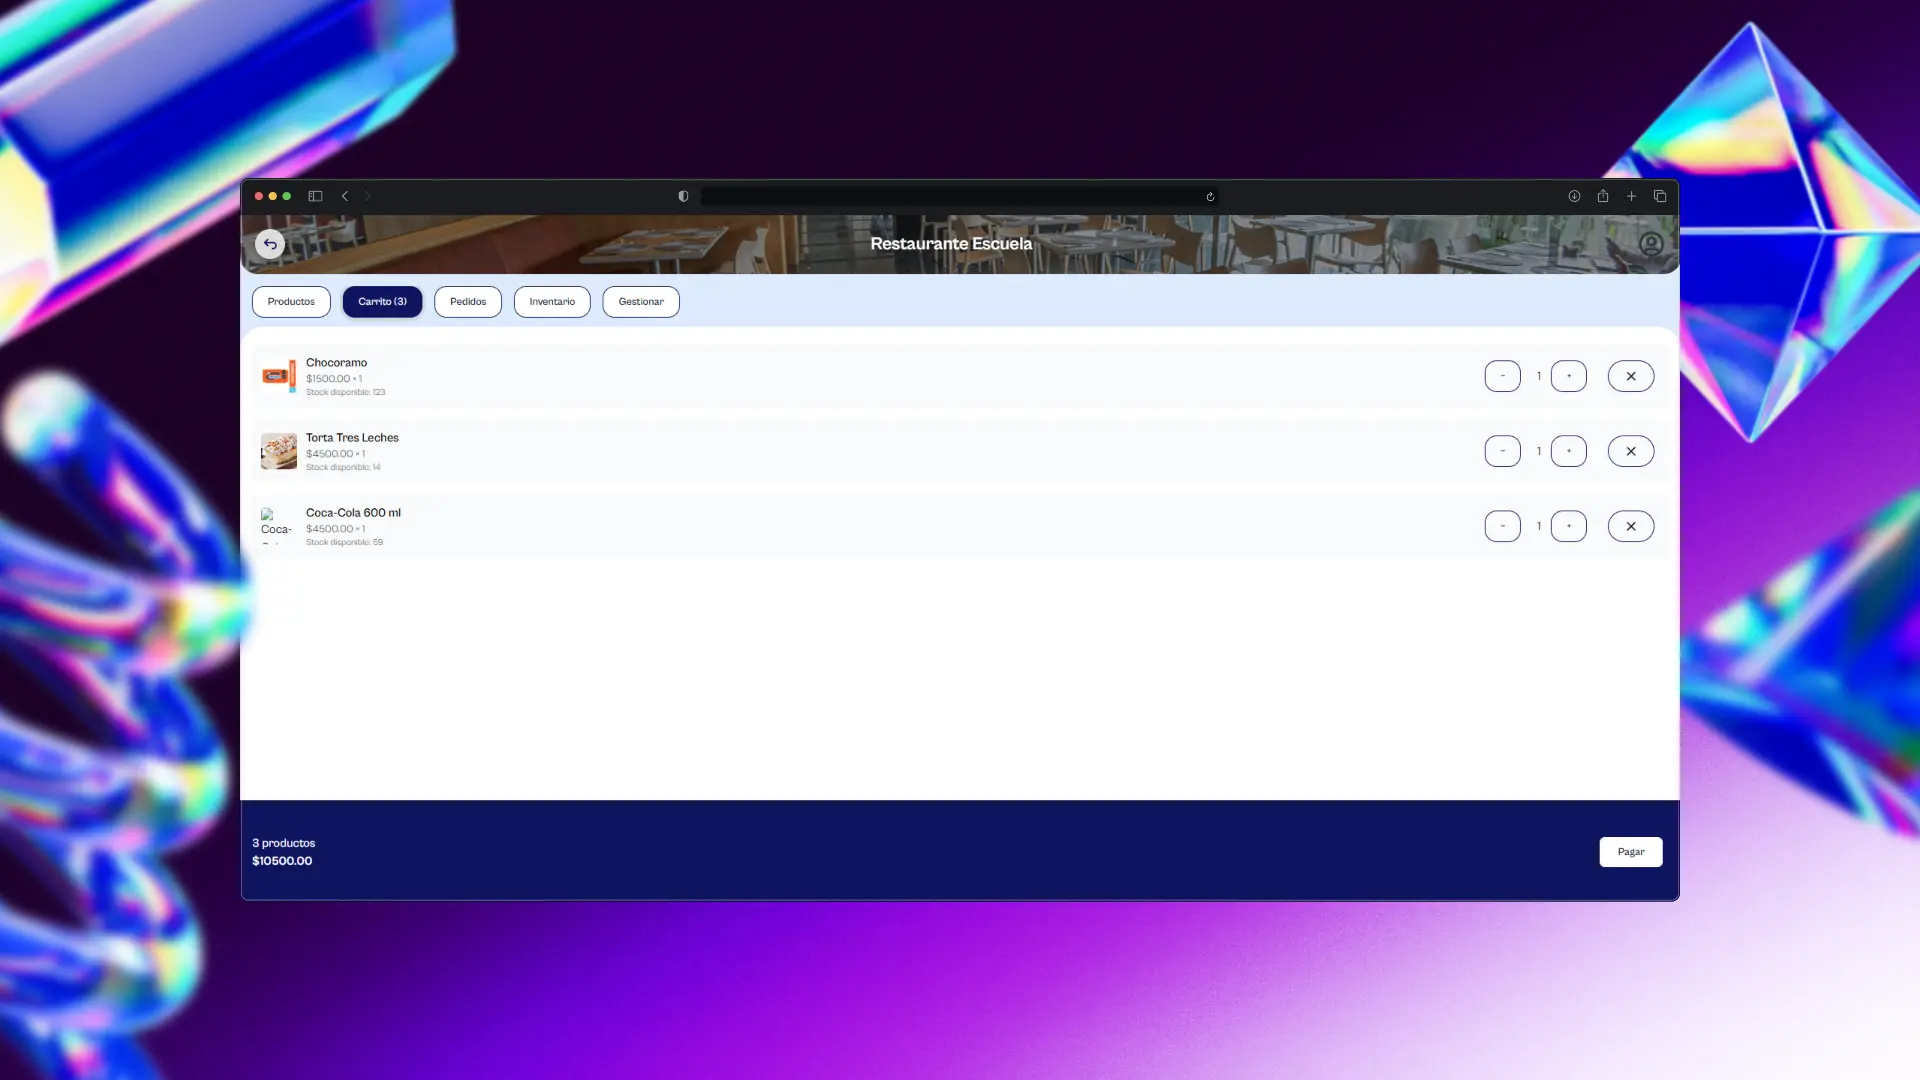 Restaurante Escuela
Productos
Carrito (3)
Pedidos
Inventario
Gestionar
Chocoramo
$1500.00 × 1
Stock disponible: 123
- 1 +
Torta Tres Leches
$4500.00 × 1
Stock disponible: 14
- 1 +
Coca-
Coca-Cola 600 ml
$4500.00 × 1
Stock disponible: 59
- 1 +
3 productos
$10500.00
Pagar